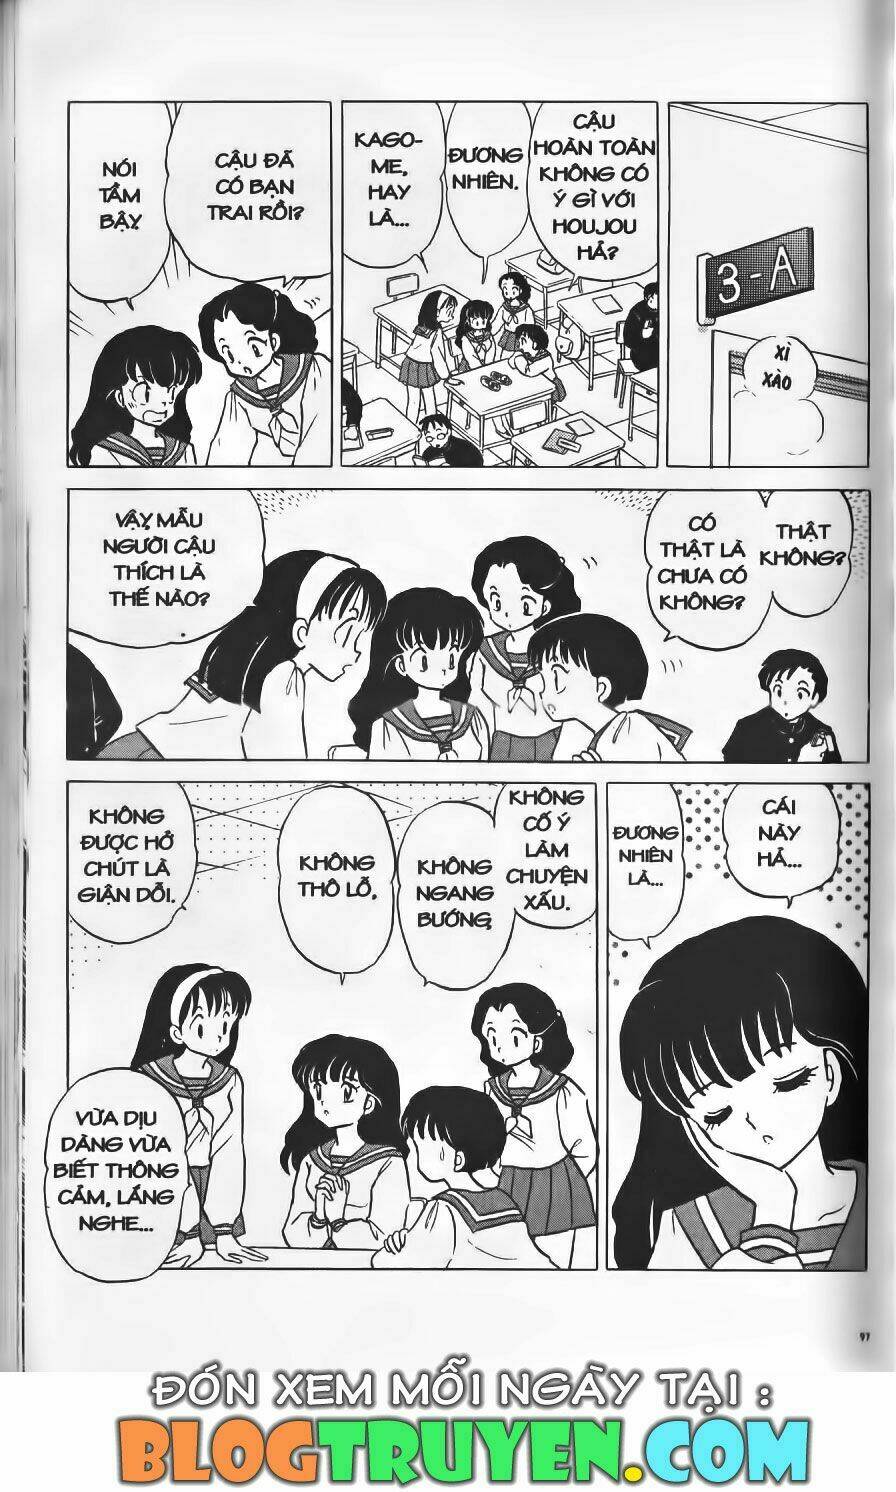 3-A
XÌ
XÀO
CẬU
HOÀN TOÀN
KHÔNG CÓ
Ý GÌ VỚI
HOUJOU
HẢ?
ĐƯƠNG
NHIÊN.
KAGO-
ME,
HAY
LÀ...
CẬU ĐÃ
CÓ BẠN
TRAI RỒI?
NÓI
TẦM
BẬY.
THẬT
KHÔNG?
CÓ
THẬT LÀ
CHƯA CÓ
KHÔNG?
VẬY, MẪU
NGƯỜI CẬU
THÍCH LÀ
THẾ NÀO?
CÁI
NÀY
HẢ...
ĐƯƠNG
NHIÊN
LÀ...
KHÔNG
CỐ Ý
LÀM
CHUYỆN
XẤU.
KHÔNG
NGANG
BƯỚNG,
KHÔNG
THÔ LỖ,
KHÔNG
ĐƯỢC HỞ
CHÚT LÀ
GIẬN DỖI.
VỪA DỊU
DÀNG VỪA
BIẾT THÔNG
CẢM, LẮNG
NGHE...
97
ĐÓN XEM MỖI NGÀY TẠI :
BLOGTRUYEN.COM